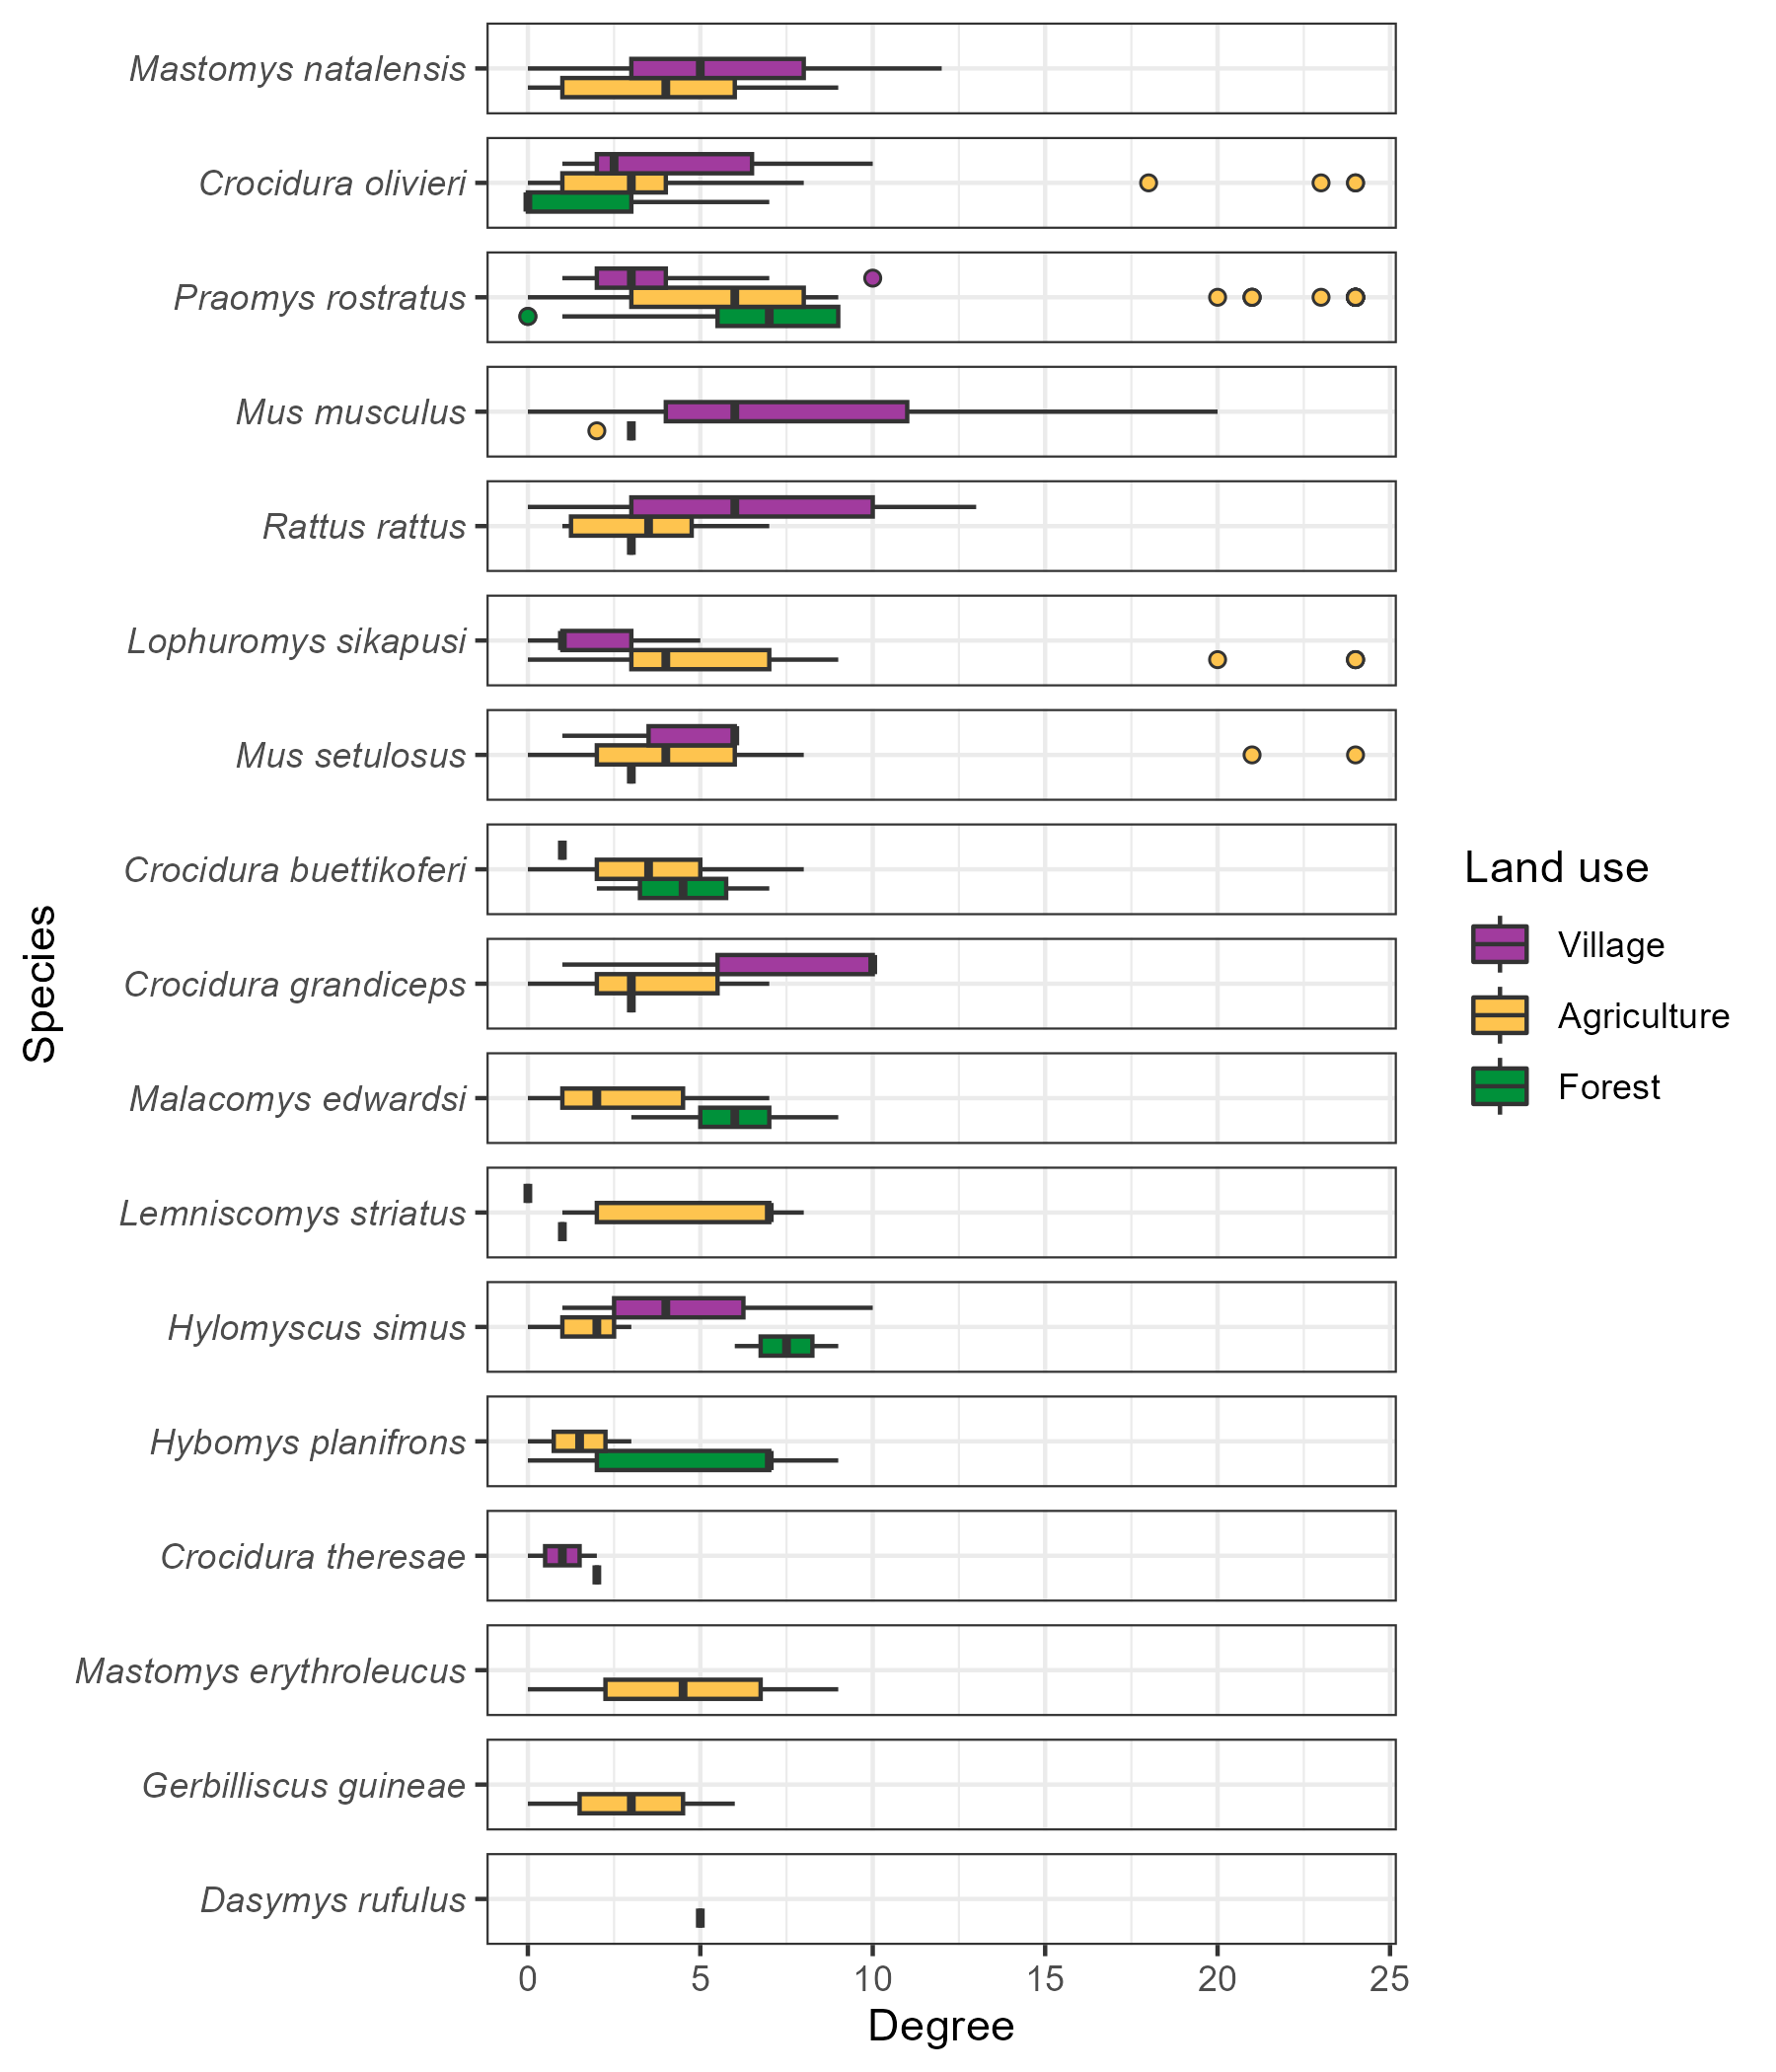 Mastomys natalensis
Crocidura olivieri
Praomys rostratus
Mus musculus
Rattus rattus
Lophuromys sikapusi
Mus setulosus
Crocidura buettikoferi
Crocidura grandiceps
Malacomys edwardsi
Lemniscomys striatus
Hylomyscus simus
Hybomys planifrons
Crocidura theresae
Mastomys erythroleucus
Gerbilliscus guineae
Dasymys rufulus
Species
0 5 10 15 20 25
Degree
Land use
Village
Agriculture
Forest